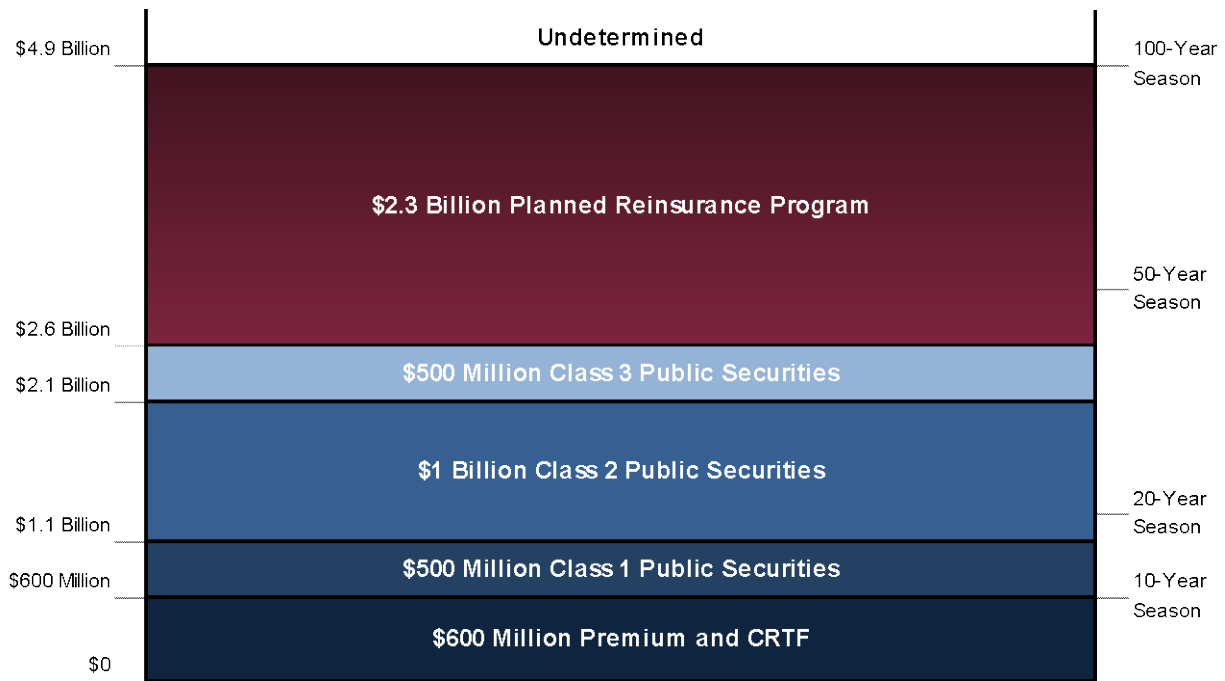 Undetermined
$4.9 Billion
100-Year
Season
$2.3 Billion Planned Reinsurance Program
50-Year
Season
$2.6 Billion
$500 Million Class 3 Public Securities
$2.1 Billion
$1 Billion Class 2 Public Securities
20-Year
Season
$1.1 Billion
$500 Million Class 1 Public Securities
$600 Million
10-Year
Season
$600 Million Premium and CRTF
$0